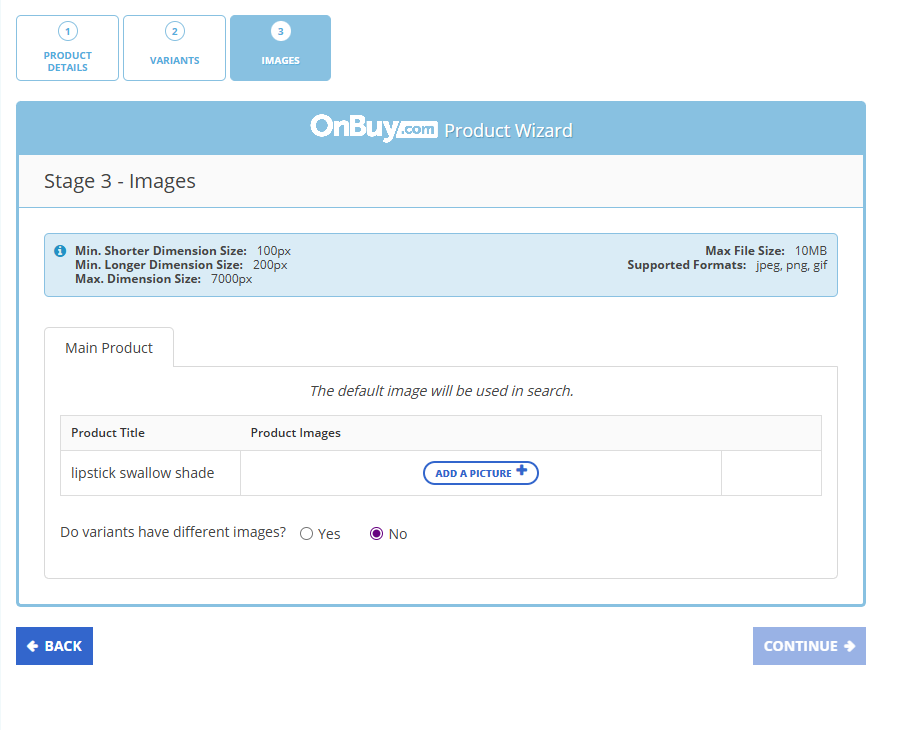 1
PRODUCT
DETAILS
2
VARIANTS
3
IMAGES
OnBuy.com Product Wizard
Stage 3 - Images
Min. Shorter Dimension Size: 100px
Min. Longer Dimension Size: 200px
Max. Dimension Size: 7000px
Max File Size: 10MB
Supported Formats: jpeg, png, gif
Main Product
The default image will be used in search.
Product Title Product Images
lipstick swallow shade ADD A PICTURE
Do variants have different images? Yes No
BACK
CONTINUE